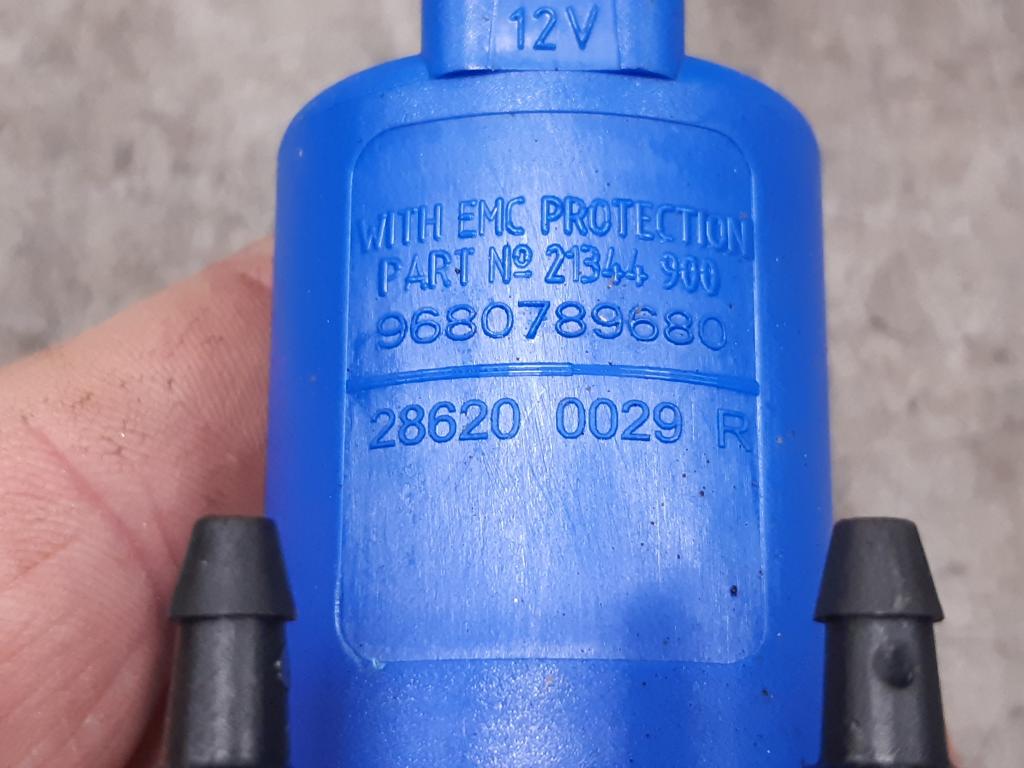 12V
WITH EMC PROTECTION
PART Nº 21344 900
9680789680
28620 0029 R